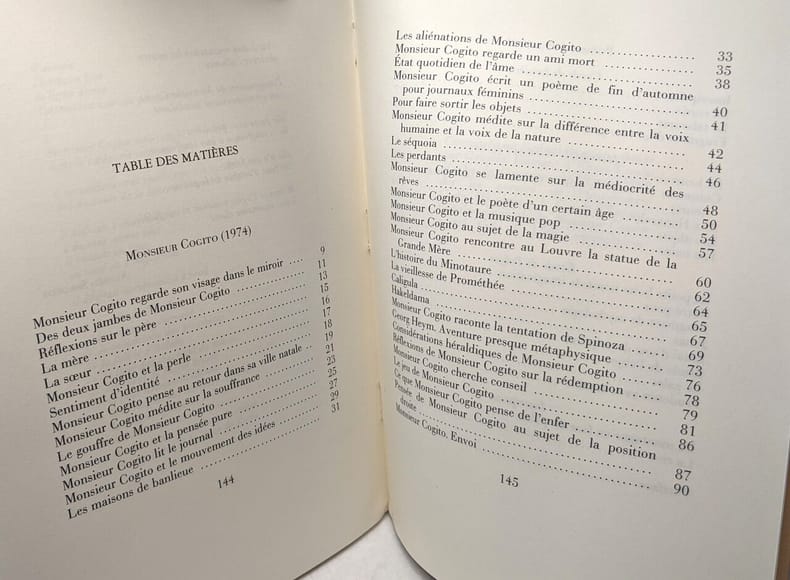 TABLE DES MATIÈRES
MONSIEUR COGITO (1974)
Monsieur Cogito regarde son visage dans le miroir ... 9
Des deux jambes de Monsieur Cogito ........ 11
Réflexions sur le père ........ 13
La mère ........ 15
La sœur ........ 16
Monsieur Cogito et la perle ........ 17
Sentiment d'identité ........ 18
Monsieur Cogito pense au retour dans sa ville natale .. 19
Monsieur Cogito médite sur la souffrance ........ 21
Le gouffre de Monsieur Cogito ........ 23
Monsieur Cogito et la pensée pure ........ 25
Monsieur Cogito lit le journal ........ 27
Monsieur Cogito et le mouvement des idées ........ 29
Les maisons de banlieue ........ 31
144
Les aliénations de Monsieur Cogito ........ 33
Monsieur Cogito regarde un ami mort ........ 35
État quotidien de l'âme ........ 38
Monsieur Cogito écrit un poème de fin d'automne
pour journaux féminins ........ 40
Pour faire sortir les objets ........ 41
Monsieur Cogito médite sur la différence entre la voix
humaine et la voix de la nature ........ 42
Le séquoia ........ 44
Les perdants ........ 46
Monsieur Cogito se lamente sur la médiocrité des
rêves ........ 48
Monsieur Cogito et le poète d'un certain âge ........ 50
Monsieur Cogito et la musique pop ........ 54
Monsieur Cogito au sujet de la magie ........ 57
Monsieur Cogito rencontre au Louvre la statue de la
Grande Mère ........ 60
L'histoire du Minotaure ........ 62
La vieillesse de Prométhée ........ 64
Caligula ........ 65
Hakeldama ........ 67
Monsieur Cogito raconte la tentation de Spinoza ........ 69
Georg Heym. Aventure presque métaphysique ........ 73
Considérations héraldiques de Monsieur Cogito ........ 76
Réflexions de Monsieur Cogito sur la rédemption ........ 78
Monsieur Cogito cherche conseil ........ 79
Le jeu de Monsieur Cogito ........ 81
Ce que Monsieur Cogito pense de l'enfer ........ 86
Pensée de Monsieur Cogito au sujet de la position
droite ........ 87
Monsieur Cogito, Envoi ........ 90
145